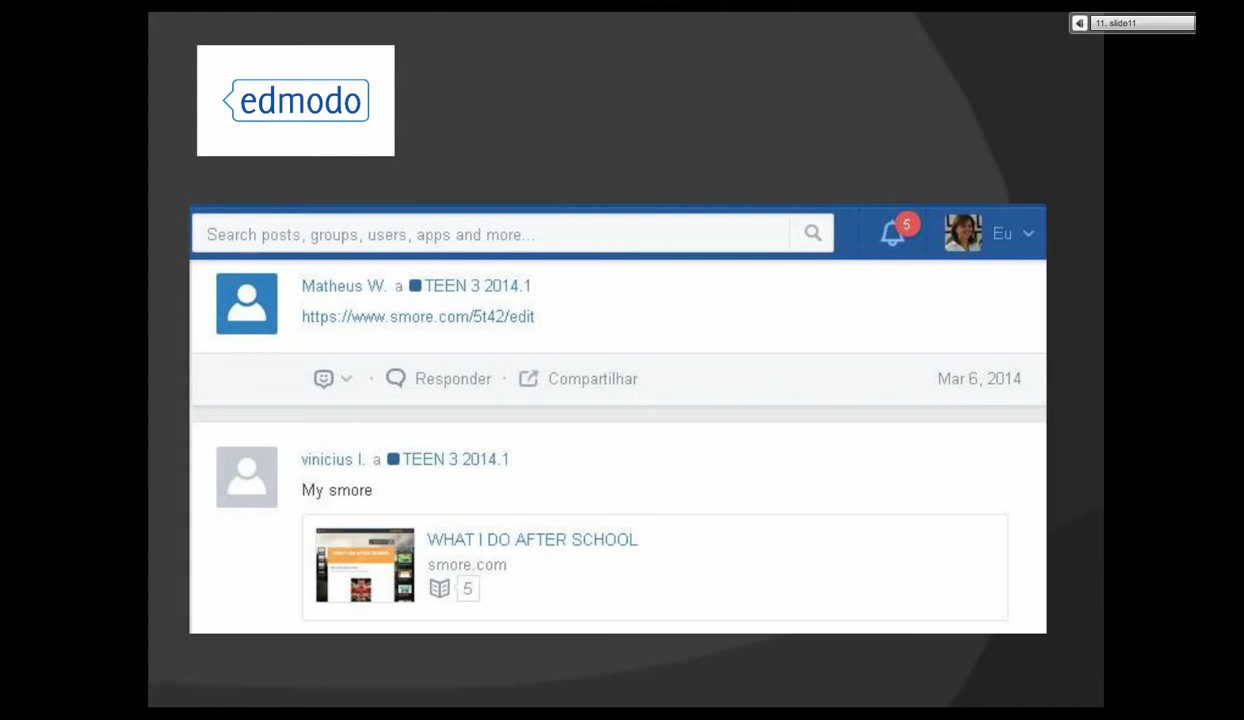 11. slide11
edmodo
Search posts, groups, users, apps and more...
5
Eu
Matheus W. a TEEN 3 2014.1
https://www.smore.com/5t42/edit
Responder · Compartilhar
Mar 6, 2014
vinicius I. a TEEN 3 2014.1
My smore
WHAT I DO AFTER SCHOOL
smore.com
5